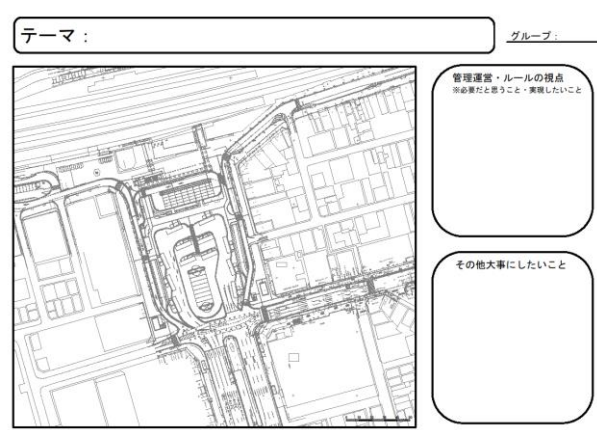 テーマ：
グループ：
管理運営・ルールの視点
※必要だと思うこと・実現したいこと
その他大事にしたいこと